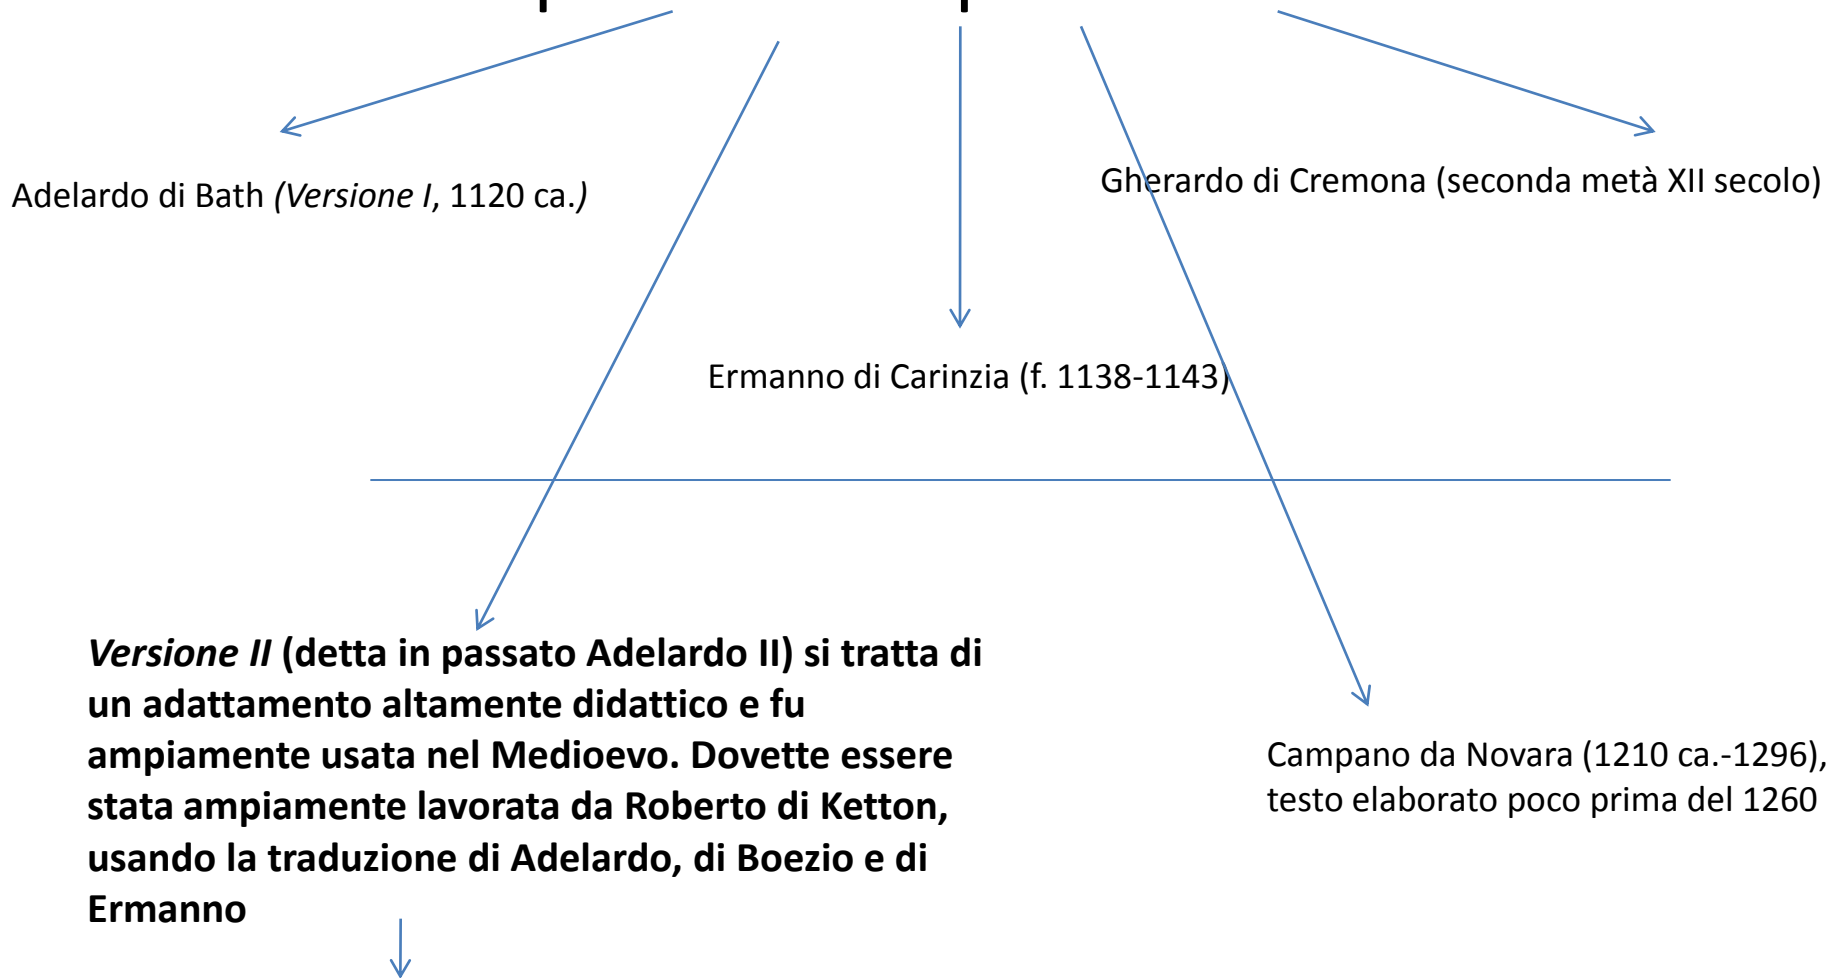 Adelardo di Bath (Versione I, 1120 ca.)
Gherardo di Cremona (seconda metà XII secolo)
Ermanno di Carinzia (f. 1138-1143)
Versione II (detta in passato Adelardo II) si tratta di
un adattamento altamente didattico e fu
ampiamente usata nel Medioevo. Dovette essere
stata ampiamente lavorata da Roberto di Ketton,
usando la traduzione di Adelardo, di Boezio e di
Ermanno
Campano da Novara (1210 ca.-1296),
testo elaborato poco prima del 1260